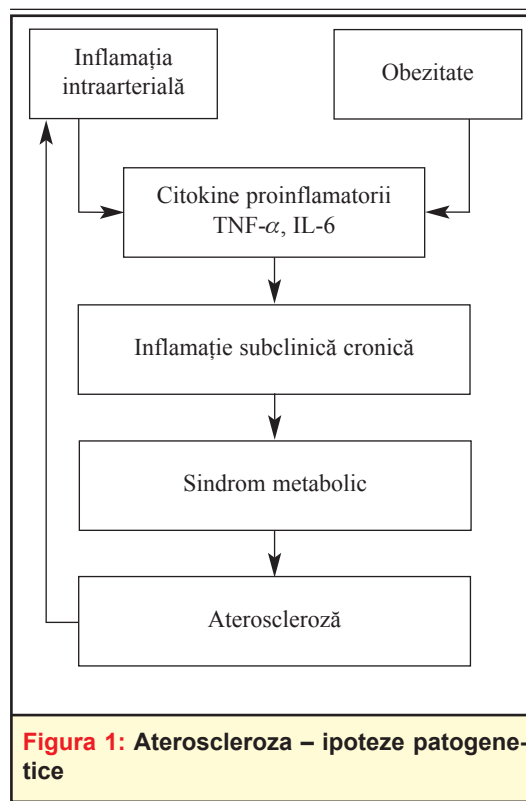 Inflamația
intraarterială
Obezitate
Citokine proinflamatorii
TNF-α, IL-6
Inflamație subclinică cronică
Sindrom metabolic
Ateroscleroză
Figura 1: Ateroscleroza – ipoteze patogene-
tice